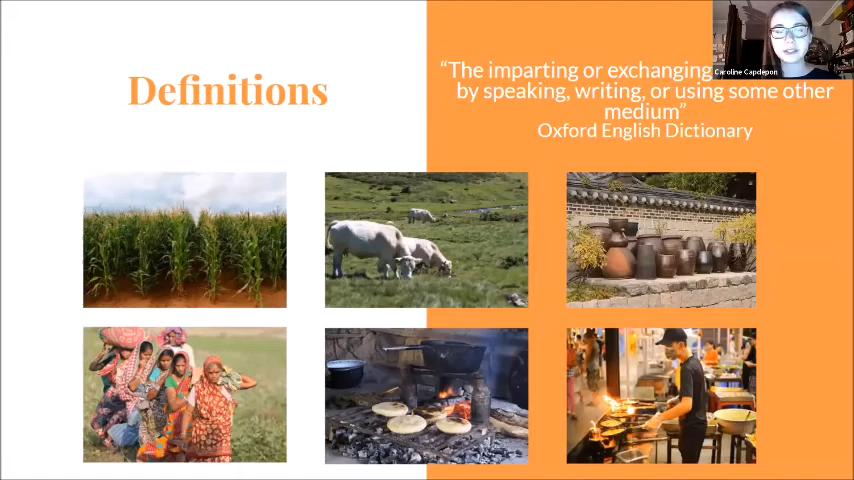 Definitions
“The imparting or exchanging
by speaking, writing, or using some other
medium”
Oxford English Dictionary
Caroline Capdepon